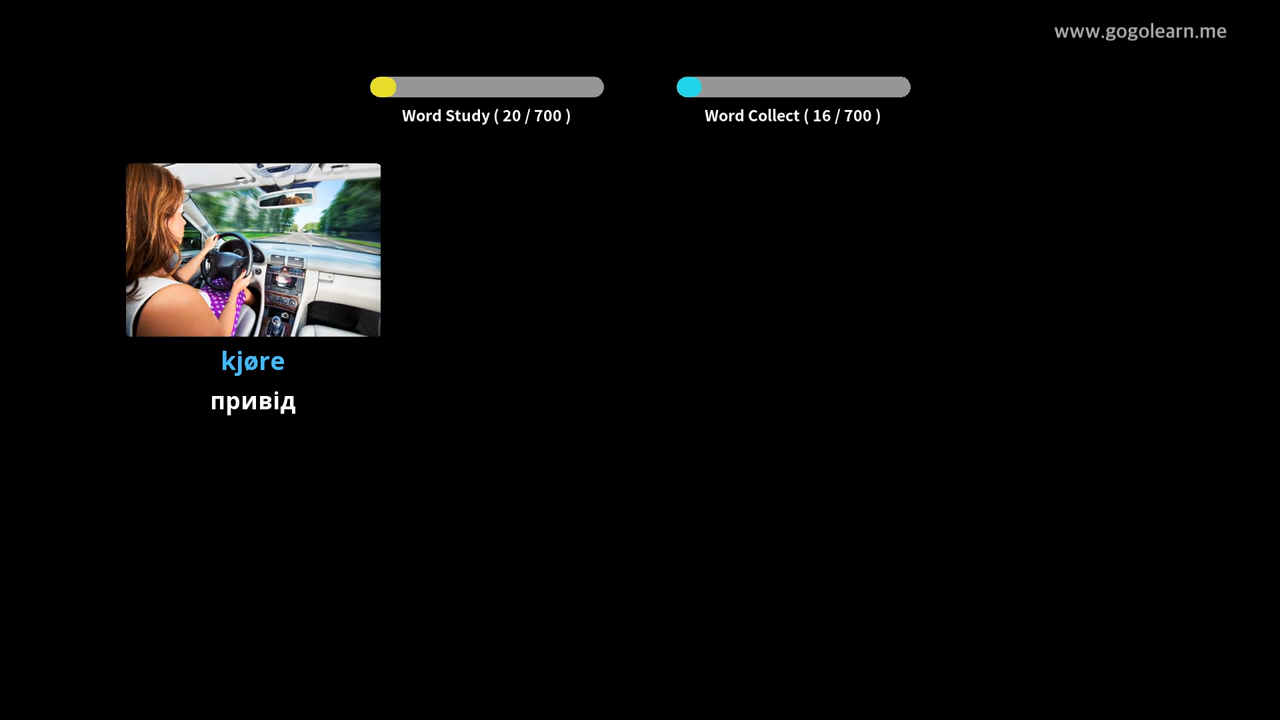 www.gogolearn.me
Word Study ( 20 / 700 )
Word Collect ( 16 / 700 )
kjøre
привід